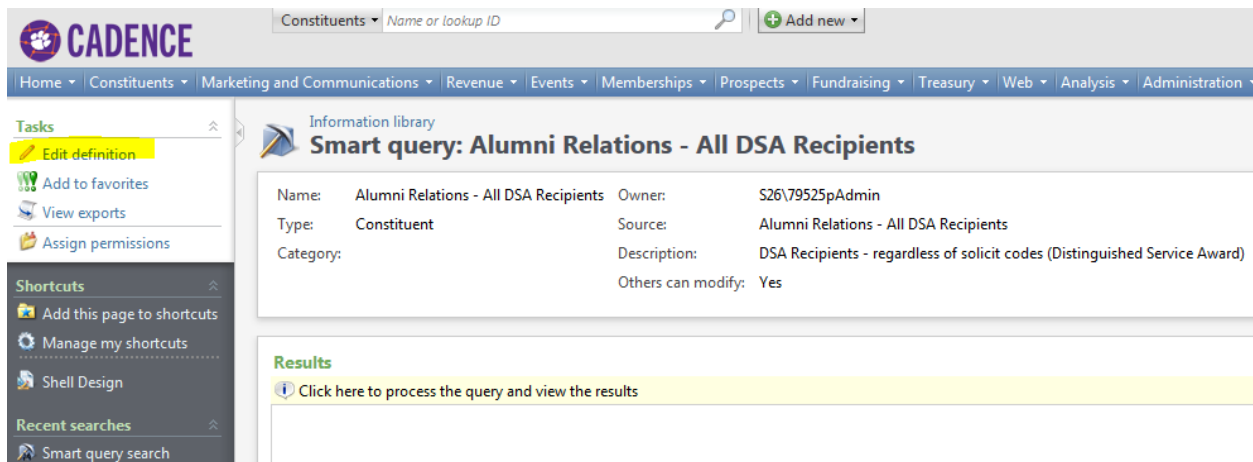 Constituents Name or lookup ID Add new
CADENCE
Home Constituents Marketing and Communications Revenue Events Memberships Prospects Fundraising Treasury Web Analysis Administration
Tasks
Edit definition
Add to favorites
View exports
Assign permissions
Shortcuts
Add this page to shortcuts
Manage my shortcuts
Shell Design
Recent searches
Smart query search
Information library
Smart query: Alumni Relations - All DSA Recipients
Name: Alumni Relations - All DSA Recipients Owner: S26\79525pAdmin
Type: Constituent Source: Alumni Relations - All DSA Recipients
Category: Description: DSA Recipients - regardless of solicit codes (Distinguished Service Award)
Others can modify: Yes
Results
Click here to process the query and view the results